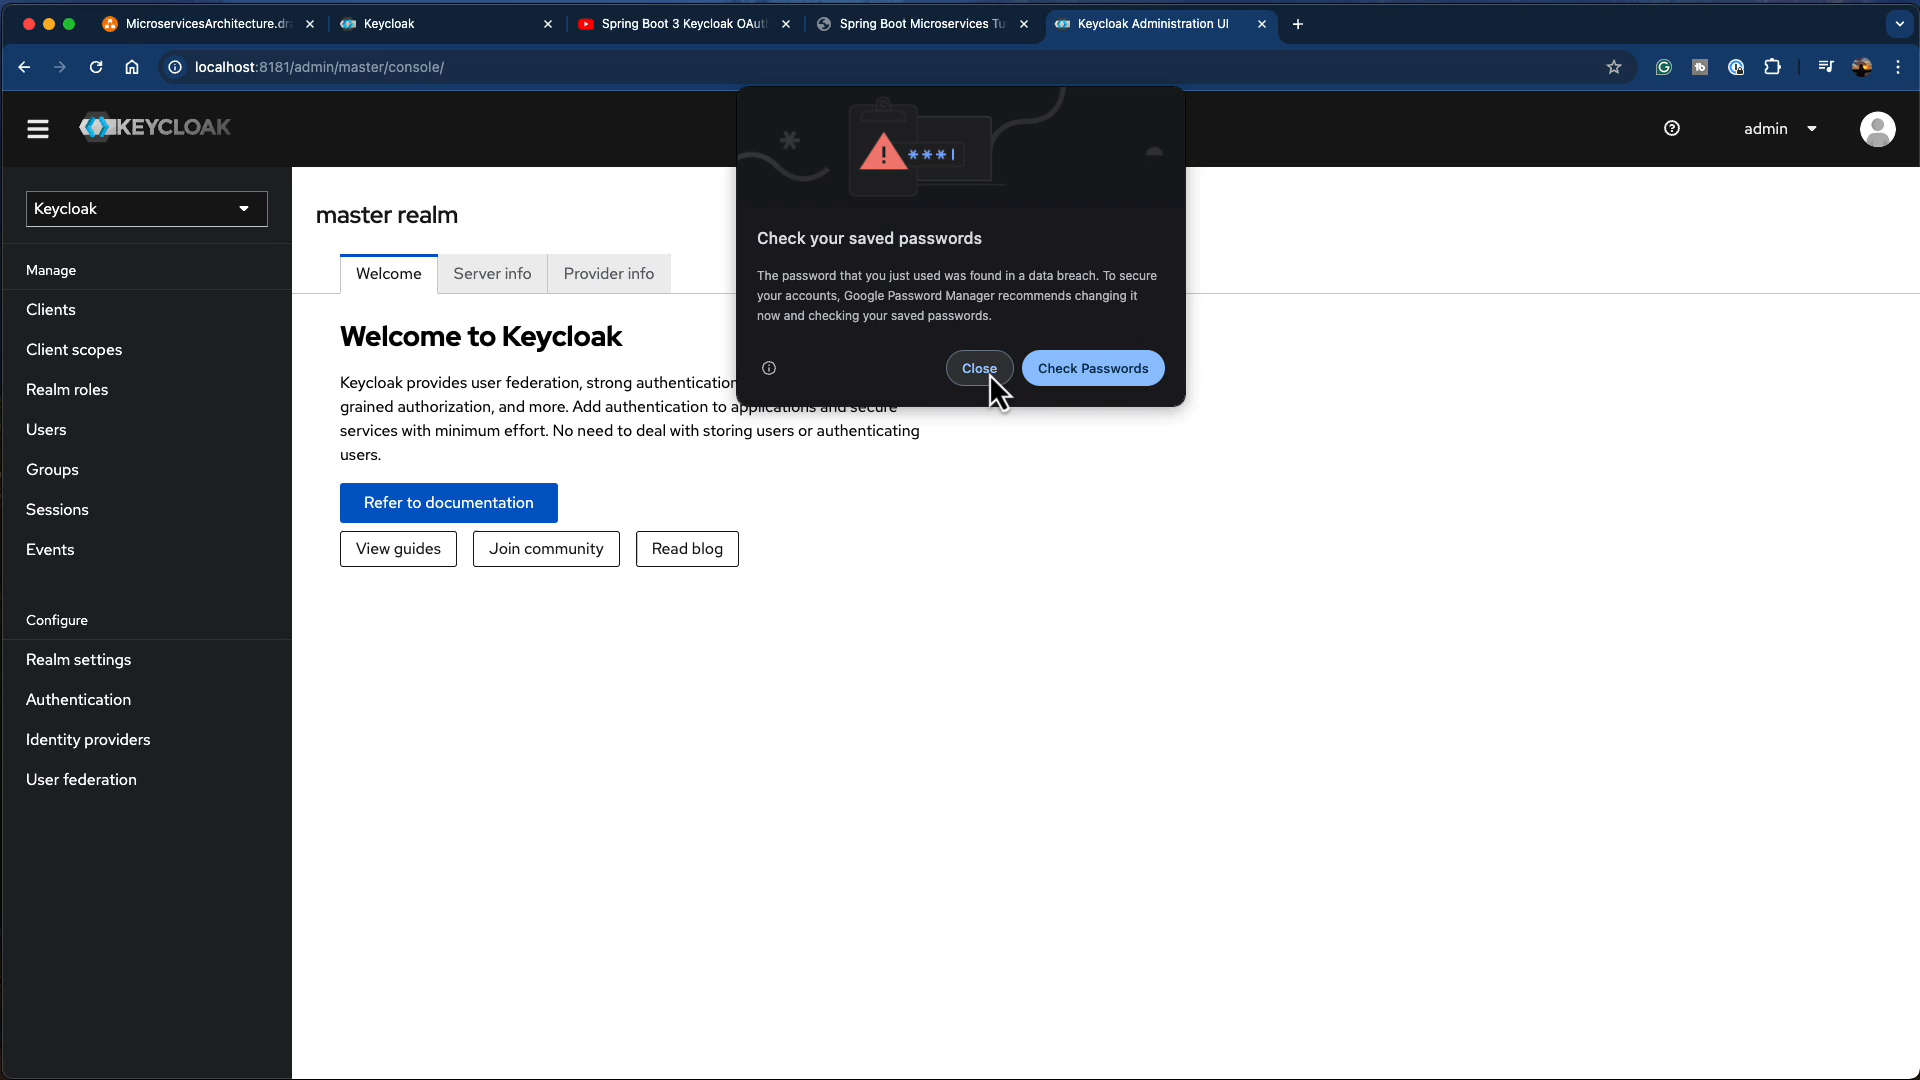 MicroservicesArchitecture.dr
Keycloak
Spring Boot 3 Keycloak OAut
Spring Boot Microservices Tu
Keycloak Administration UI
localhost:8181/admin/master/console/
KEYCLOAK
admin
Keycloak
Manage
Clients
Client scopes
Realm roles
Users
Groups
Sessions
Events
Configure
Realm settings
Authentication
Identity providers
User federation
master realm
Welcome
Server info
Provider info
Welcome to Keycloak
Keycloak provides user federation, strong authentication
grained authorization, and more. Add authentication to applications and secure
services with minimum effort. No need to deal with storing users or authenticating
users.
Refer to documentation
View guides
Join community
Read blog
***|
Check your saved passwords
The password that you just used was found in a data breach. To secure
your accounts, Google Password Manager recommends changing it
now and checking your saved passwords.
Close
Check Passwords